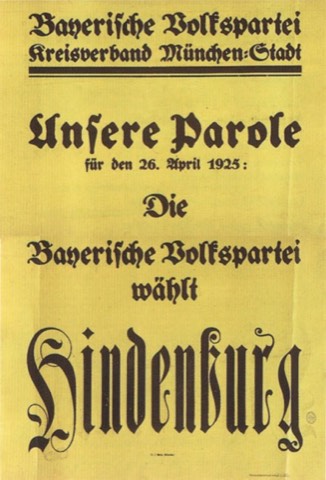 Bayerische Volkspartei
Kreisverband München-Stadt
Unsere Parole
für den 26. April 1925:
Die
Bayerische Volkspartei
wählt
Hindenburg